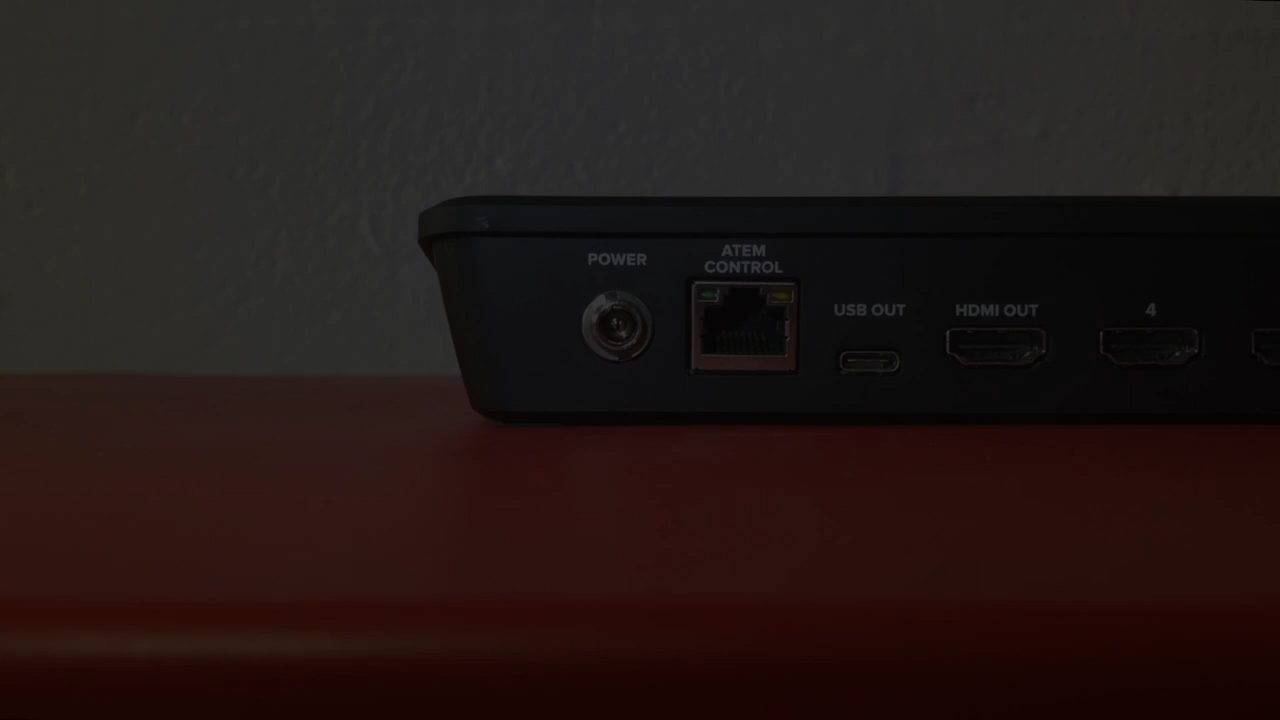 POWER
ATEM
CONTROL
USB OUT
HDMI OUT
4